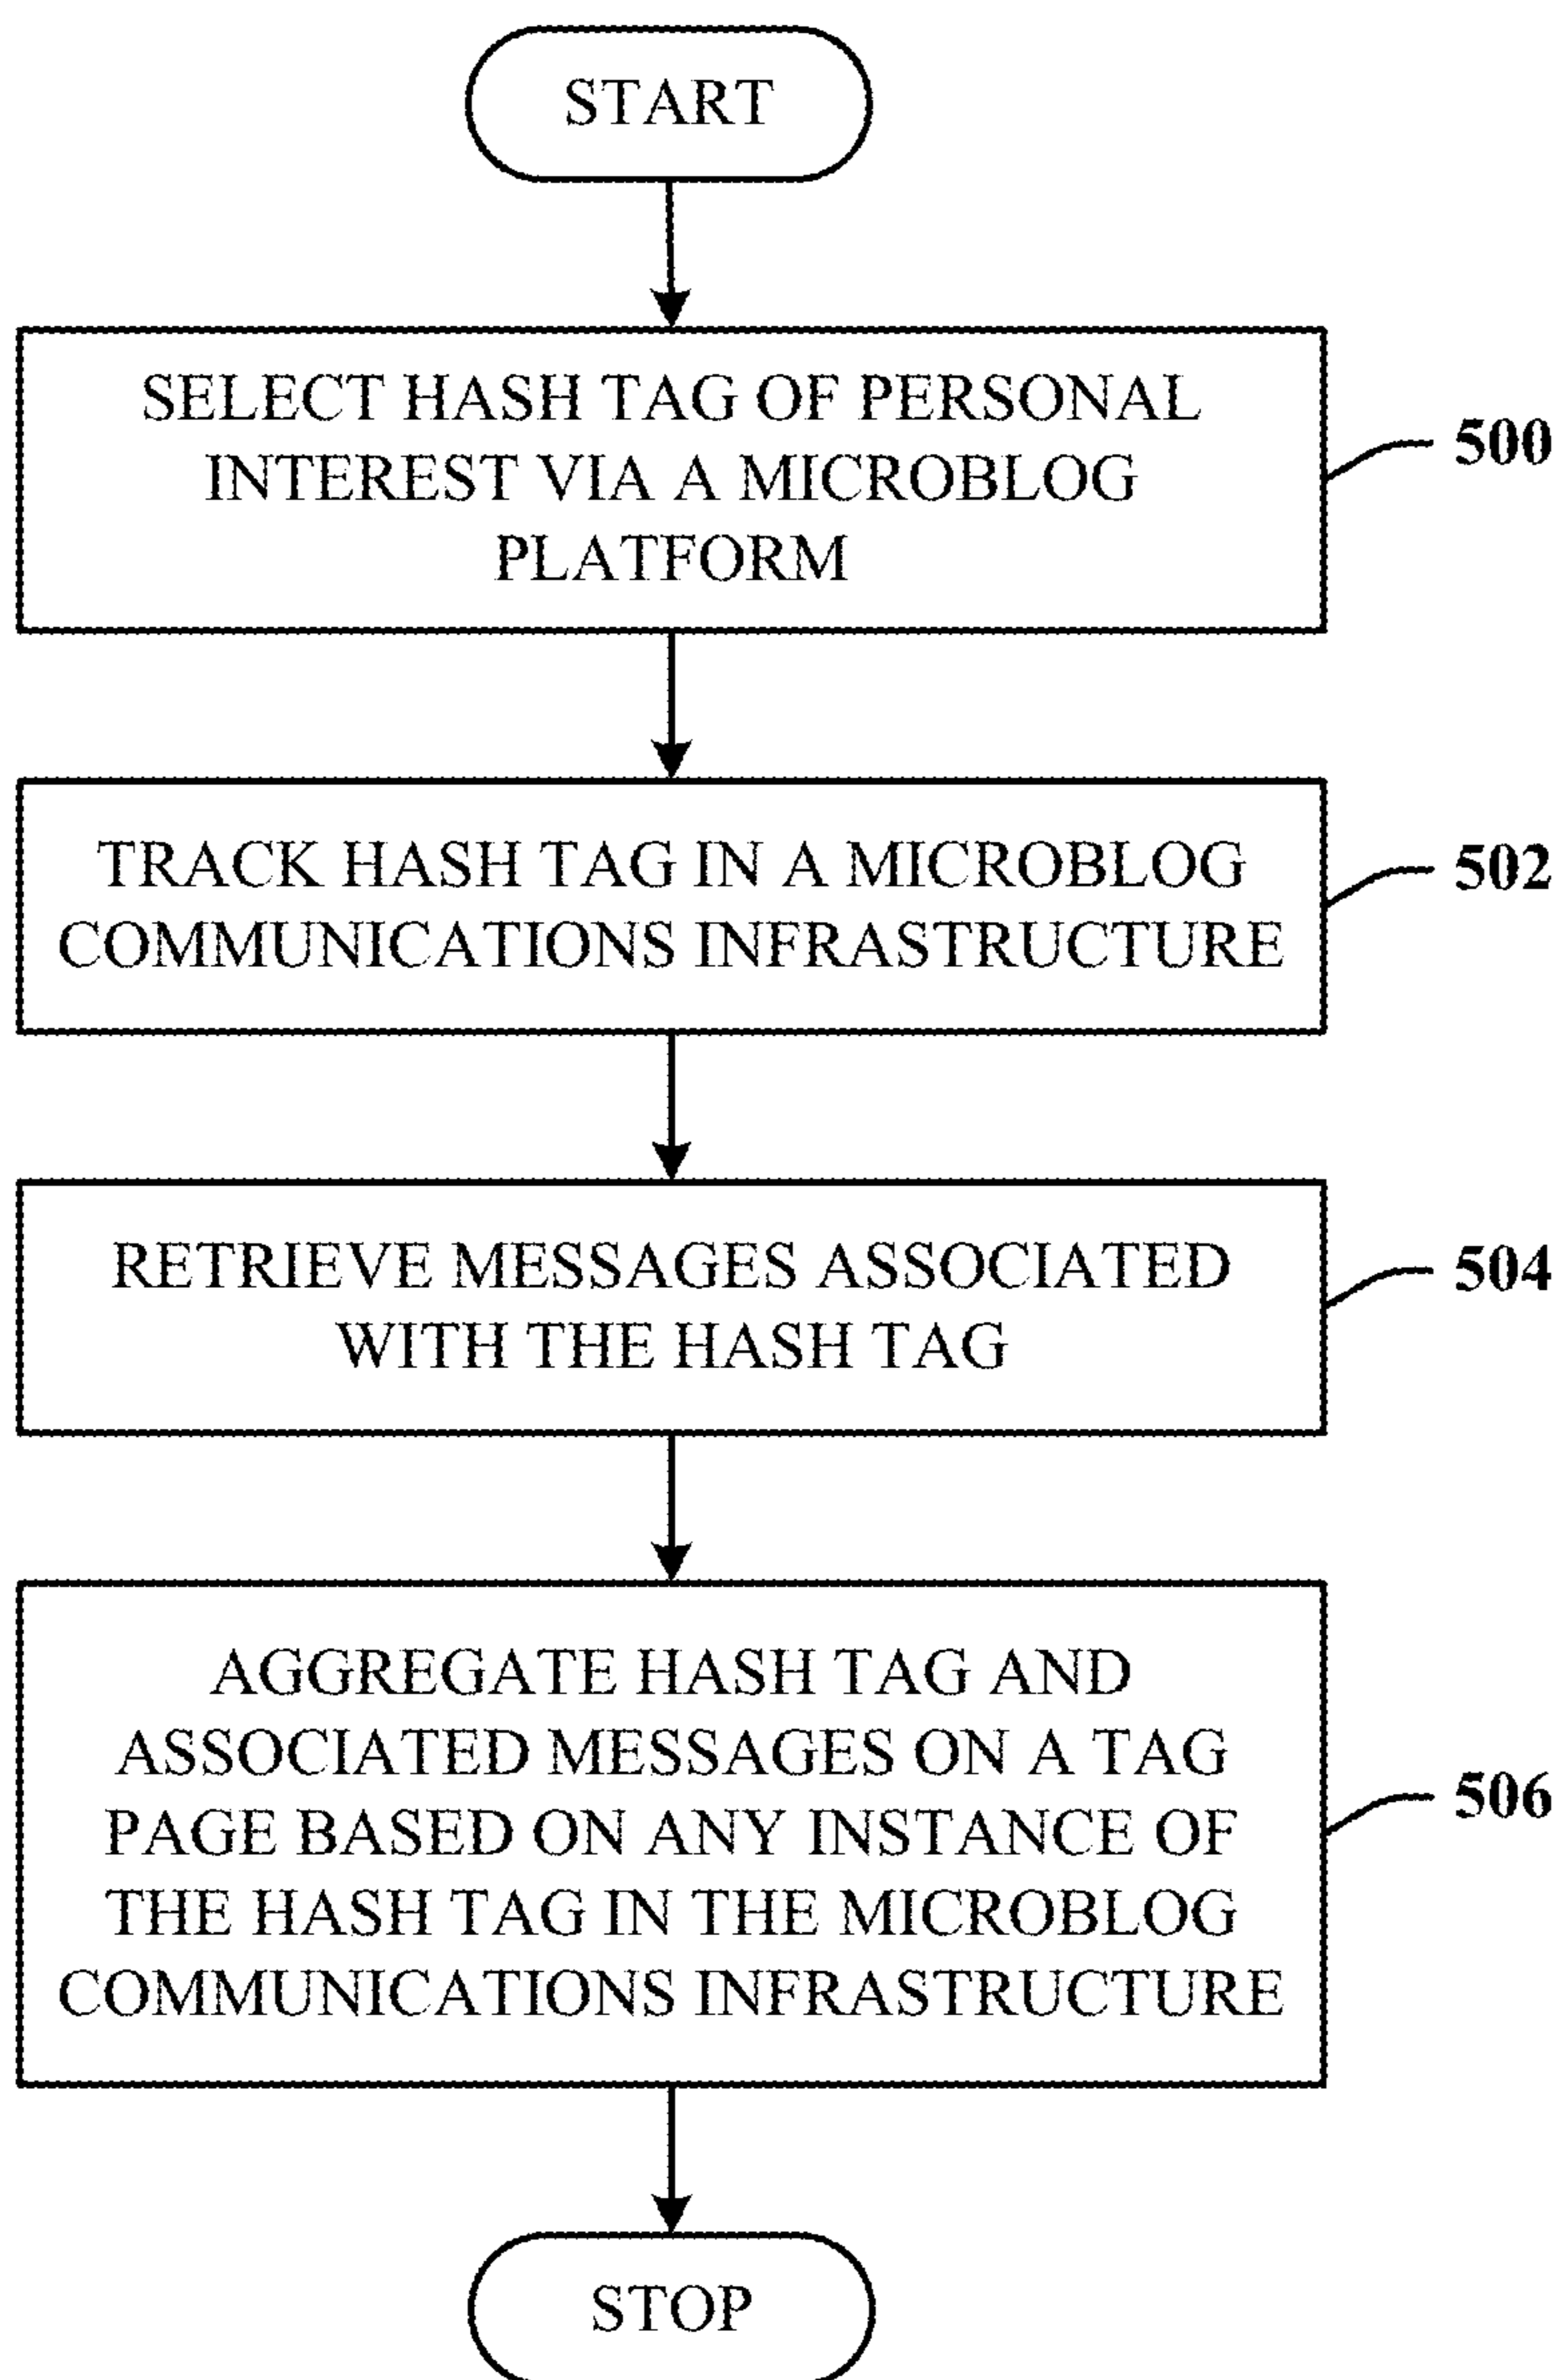 START
SELECT HASH TAG OF PERSONAL
INTEREST VIA A MICROBLOG
PLATFORM
500
TRACK HASH TAG IN A MICROBLOG
COMMUNICATIONS INFRASTRUCTURE
502
RETRIEVE MESSAGES ASSOCIATED
WITH THE HASH TAG
504
AGGREGATE HASH TAG AND
ASSOCIATED MESSAGES ON A TAG
PAGE BASED ON ANY INSTANCE OF
THE HASH TAG IN THE MICROBLOG
COMMUNICATIONS INFRASTRUCTURE
506
STOP